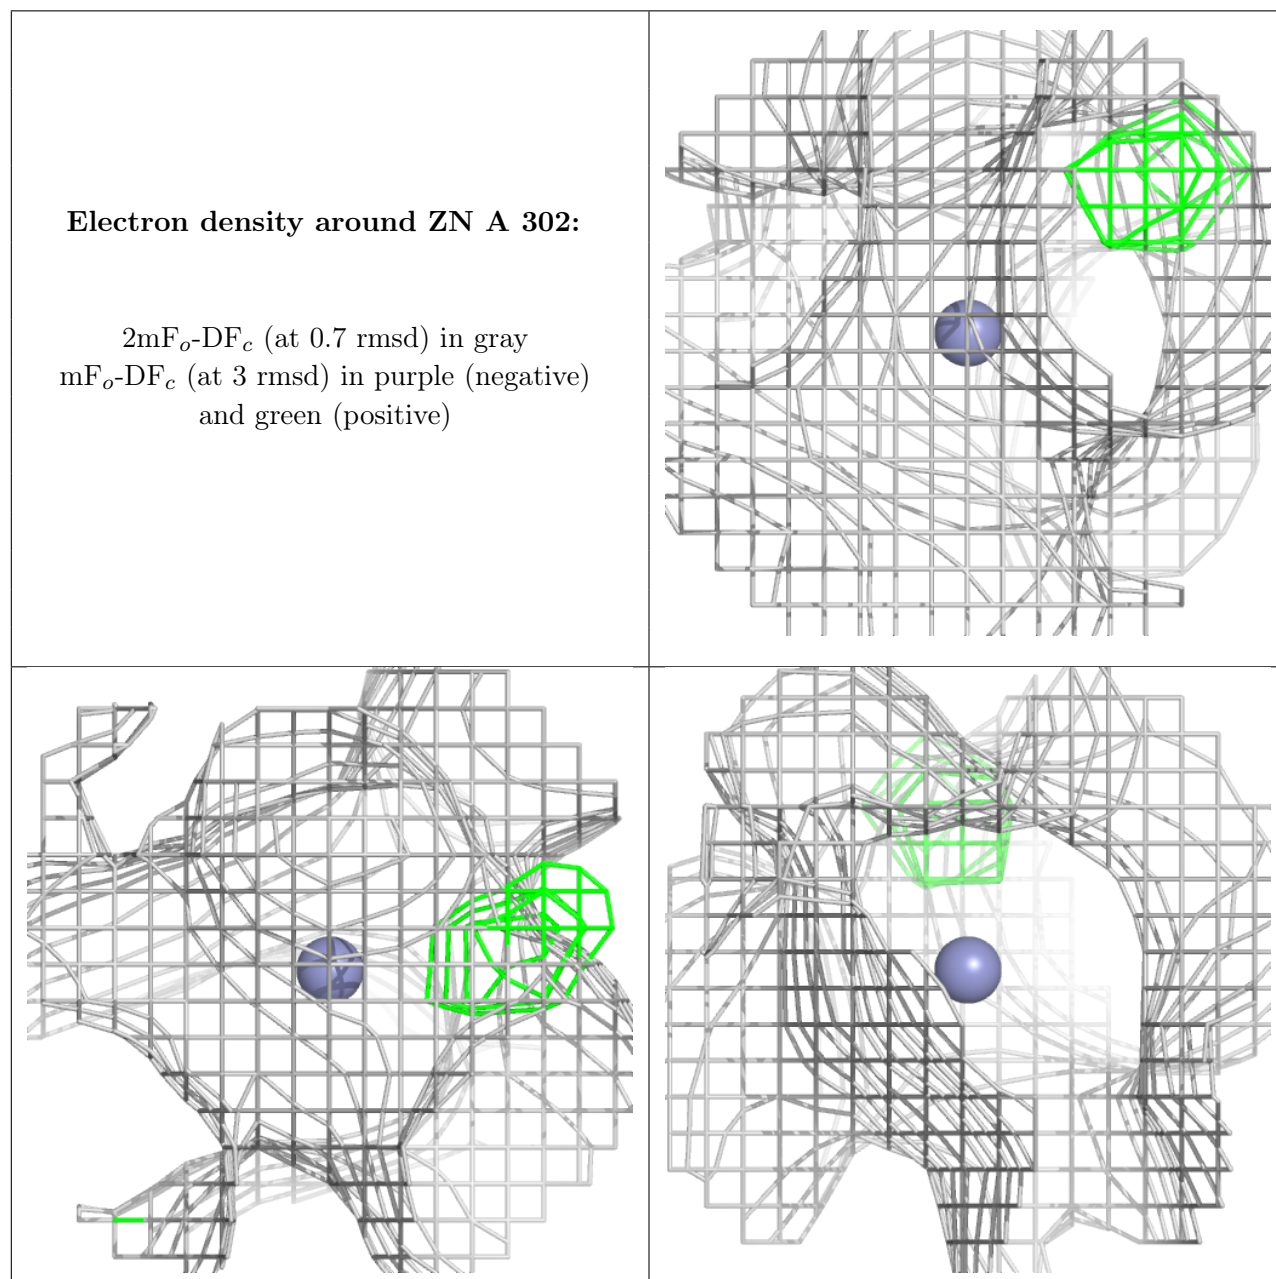 Electron density around ZN A 302:
2mFo-DFc (at 0.7 rmsd) in gray
mFo-DFc (at 3 rmsd) in purple (negative)
and green (positive)